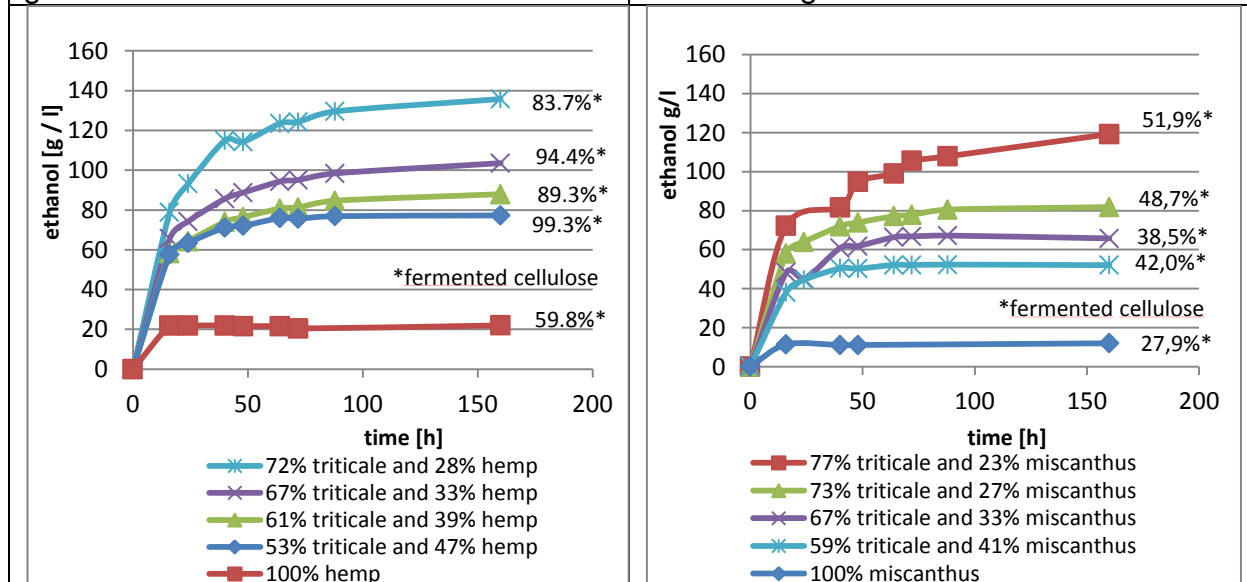 160
140
120
100
80
60
40
20
0
ethanol [g / l]
83.7%*
94.4%*
89.3%*
99.3%*
*fermented cellulose
59.8%*
0
50
100
150
200
time [h]
72% triticale and 28% hemp
67% triticale and 33% hemp
61% triticale and 39% hemp
53% triticale and 47% hemp
100% hemp
160
140
120
100
80
60
40
20
0
ethanol g/l
51,9%*
48,7%*
38,5%*
42,0%*
*fermented cellulose
27,9%*
0
50
100
150
200
time [h]
77% triticale and 23% miscanthus
73% triticale and 27% miscanthus
67% triticale and 33% miscanthus
59% triticale and 41% miscanthus
100% miscanthus